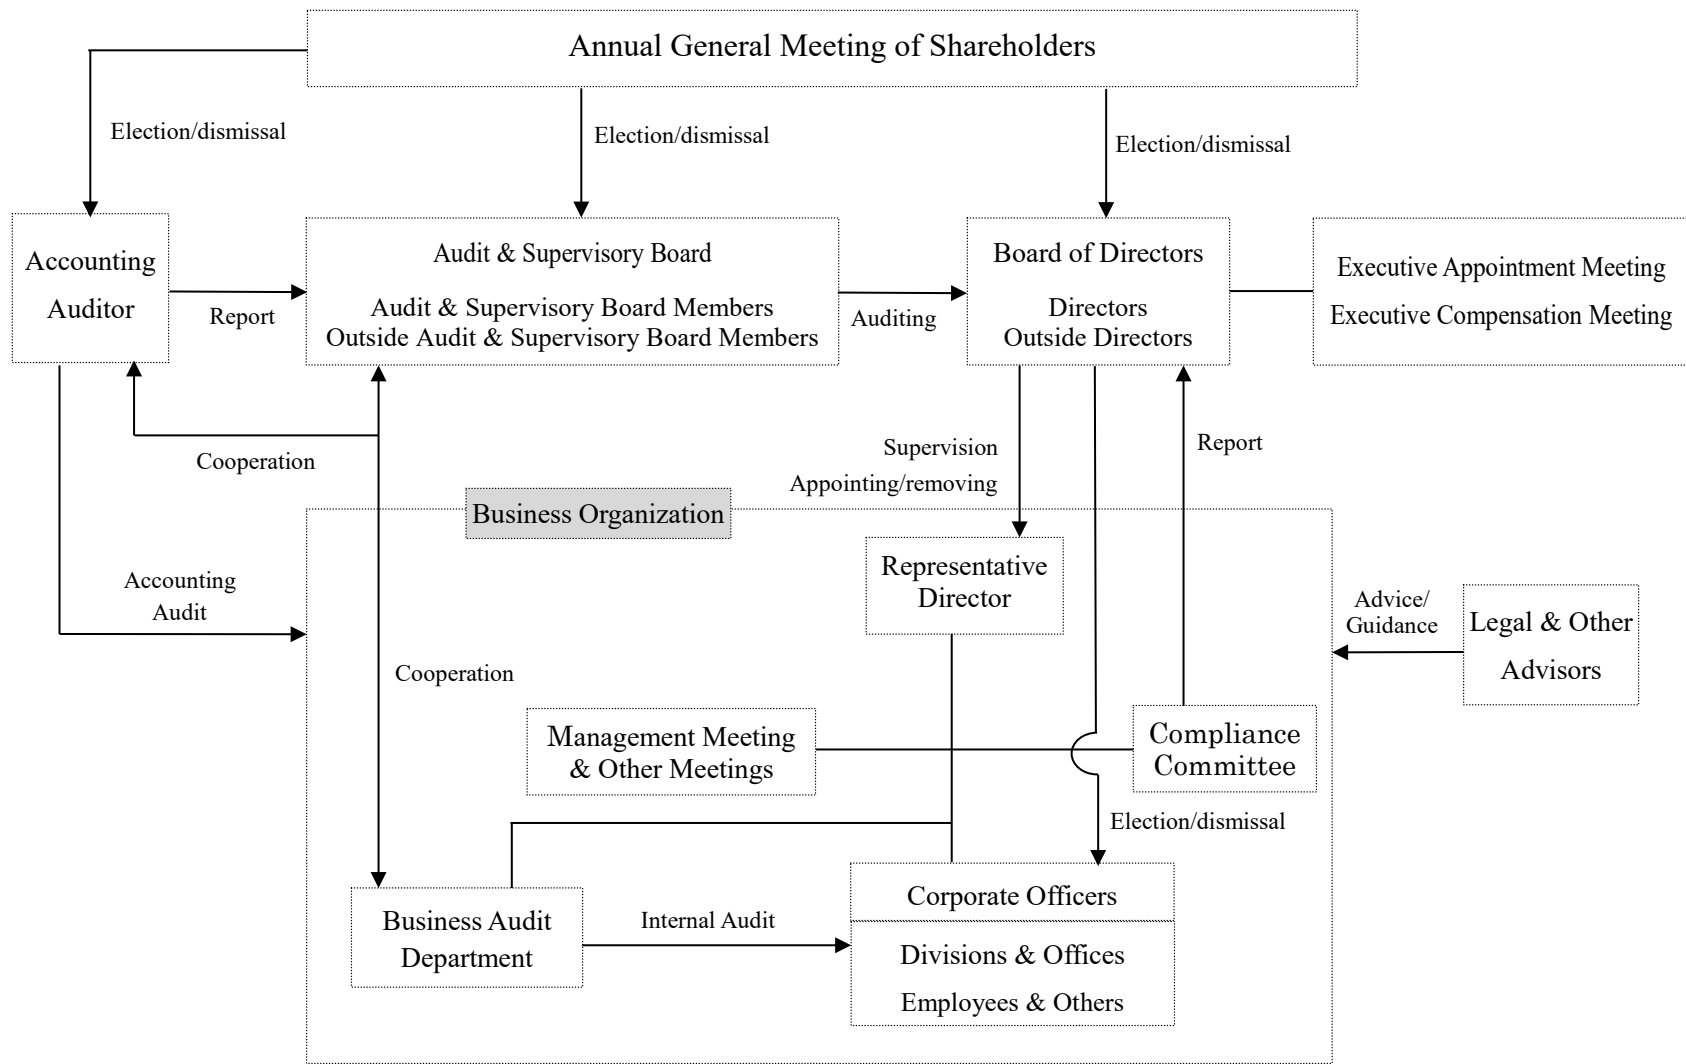 Annual General Meeting of Shareholders
Election/dismissal
Election/dismissal
Election/dismissal
Accounting
Auditor
Report
Audit & Supervisory Board
Audit & Supervisory Board Members
Outside Audit & Supervisory Board Members
Auditing
Board of Directors
Directors
Outside Directors
Executive Appointment Meeting
Executive Compensation Meeting
Cooperation
Supervision
Appointing/removing
Report
Business Organization
Representative
Director
Accounting
Audit
Advice/
Guidance
Legal & Other
Advisors
Cooperation
Management Meeting
& Other Meetings
Compliance
Committee
Election/dismissal
Business Audit
Department
Internal Audit
Corporate Officers
Divisions & Offices
Employees & Others